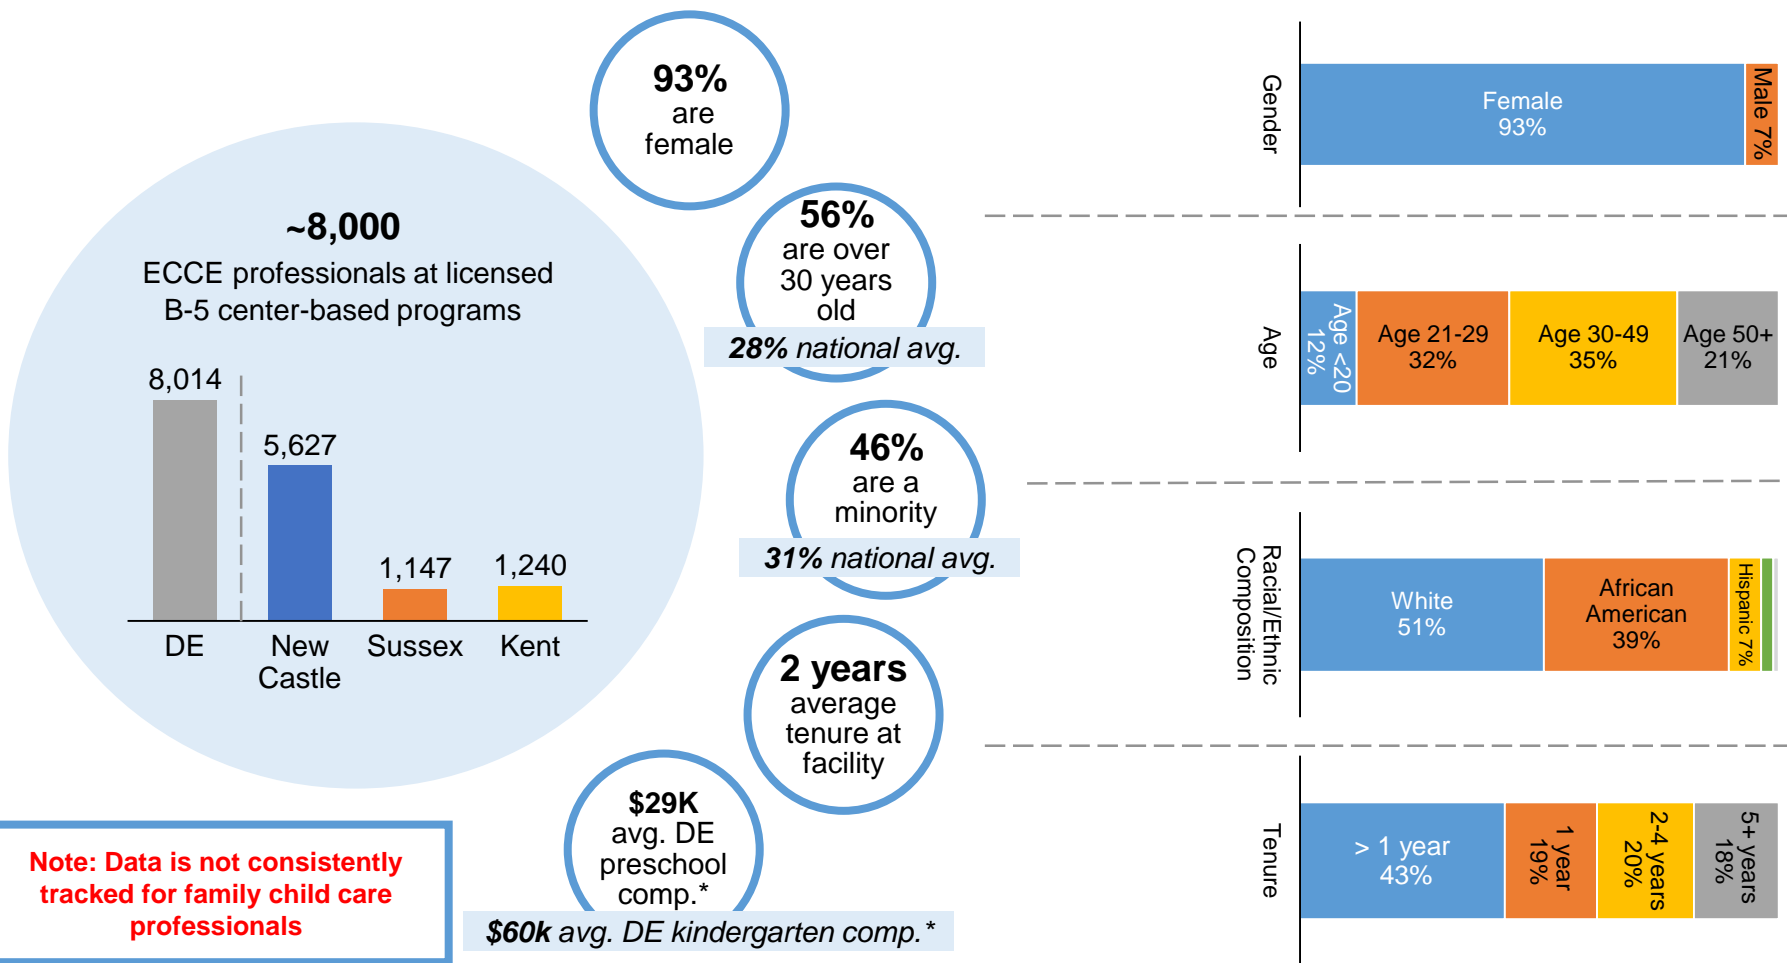 ~8,000
ECCE professionals at licensed
B-5 center-based programs
8,014
5,627
1,147
1,240
DE
New
Castle
Sussex
Kent
Note: Data is not consistently
tracked for family child care
professionals
93%
are
female
56%
are over
30 years
old
28% national avg.
46%
are a
minority
31% national avg.
2 years
average
tenure at
facility
$29K
avg. DE
preschool
comp.*
$60k avg. DE kindergarten comp.*
Gender
Female
93%
Male 7%
Age
Age <20
12%
Age 21-29
32%
Age 30-49
35%
Age 50+
21%
Racial/Ethnic
Composition
White
51%
African
American
39%
Hispanic 7%
Tenure
> 1 year
43%
1 year
19%
2-4 years
20%
5+ years
18%